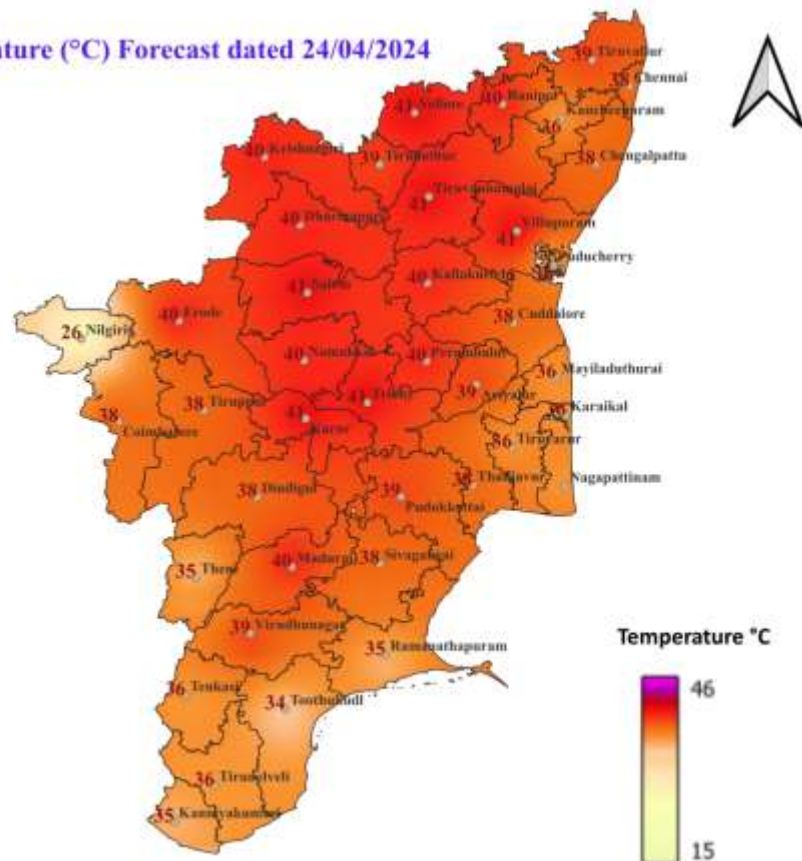 ature (°C) Forecast dated 24/04/2024
39 Tiruvallur
38 Chennai
41 Vellore
40 Ranipet
36 Kancheepuram
40 Krishnagiri
39 Tirupathur
38 Chengalpattu
Tiruvannamalai
41
40 Dharmapuri
Villupuram
41
Puducherry
41 Salem
40 Kallakurichi
40 Erode
38 Cuddalore
26 Nilgiris
40 Namakkal
40 Perambalur
36 Mayiladuthurai
38 Tiruppur
41 Trichy
39 Ariyalur
Karaikal
38
Coimbatore
41
Karur
36 Tiruvarur
38 Dindigul
39
Pudukkottai
38 Thanjavur
Nagapattinam
35 Theni
40 Madurai
38 Sivagangai
39 Virudhunagar
35 Ramanathapuram
Temperature °C
36 Tenkasi
34 Toothukudi
46
36 Tirunelveli
35 Kanniyakumari
15